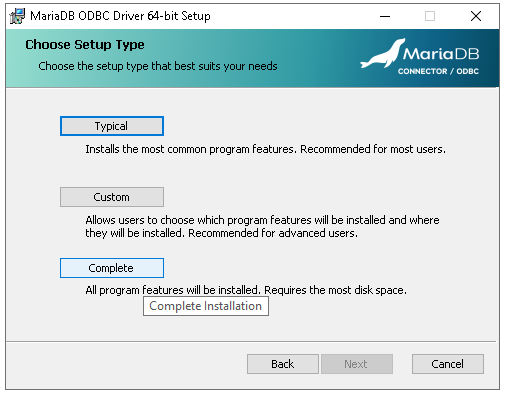 MariaDB ODBC Driver 64-bit Setup
Choose Setup Type
Choose the setup type that best suits your needs
MariaDB
CONNECTOR / ODBC
Typical
Installs the most common program features. Recommended for most users.
Custom
Allows users to choose which program features will be installed and where
they will be installed. Recommended for advanced users.
Complete
All program features will be installed. Requires the most disk space.
Complete Installation
Back
Next
Cancel